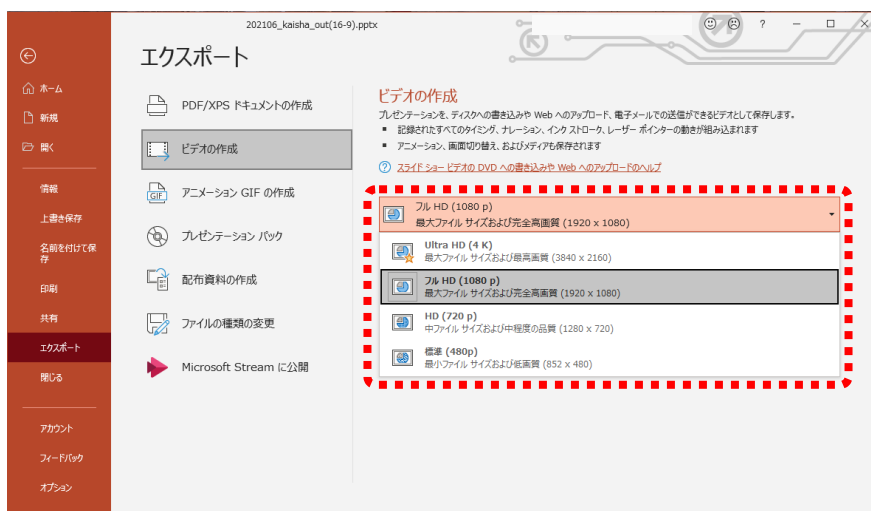 202106_kaisha_out(16-9).pptx
?
エクスポート
ホーム
新規
開く
情報
上書き保存
名前を付けて保
存
印刷
共有
エクスポート
閉じる
アカウント
フィードバック
オプション
PDF/XPS ドキュメントの作成
ビデオの作成
アニメーション GIF の作成
GIF
プレゼンテーション パック
配布資料の作成
ファイルの種類の変更
Microsoft Stream に公開
ビデオの作成
プレゼンテーションを、ディスクへの書き込みや Web へのアップロード、電子メールでの送信ができるビデオとして保存します。
■ 記録されたすべてのタイミング、ナレーション、インク ストローク、レーザー ポインターの動きが組み込まれます
■ アニメーション、画面切り替え、およびメディアも保存されます
? スライド ショー ビデオの DVD への書き込みや Web へのアップロードのヘルプ
フル HD (1080 p)
最大ファイル サイズおよび完全高画質 (1920 x 1080)
Ultra HD (4 K)
最大ファイル サイズおよび最高画質 (3840 x 2160)
フル HD (1080 p)
最大ファイル サイズおよび完全高画質 (1920 x 1080)
HD (720 p)
中ファイル サイズおよび中程度の品質 (1280 x 720)
標準 (480p)
最小ファイル サイズおよび低画質 (852 x 480)